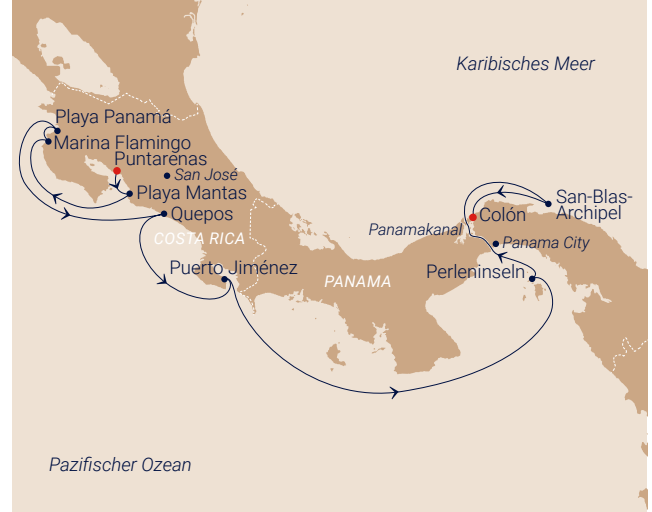 Karibisches Meer
Playa Panamá
Marina Flamingo
Puntarenas
San José
Playa Mantas
Quepos
COSTA RICA
Puerto Jiménez
PANAMA
San-Blas-
Archipel
Colón
Panamakanal
Panama City
Perleninseln
Pazifischer Ozean